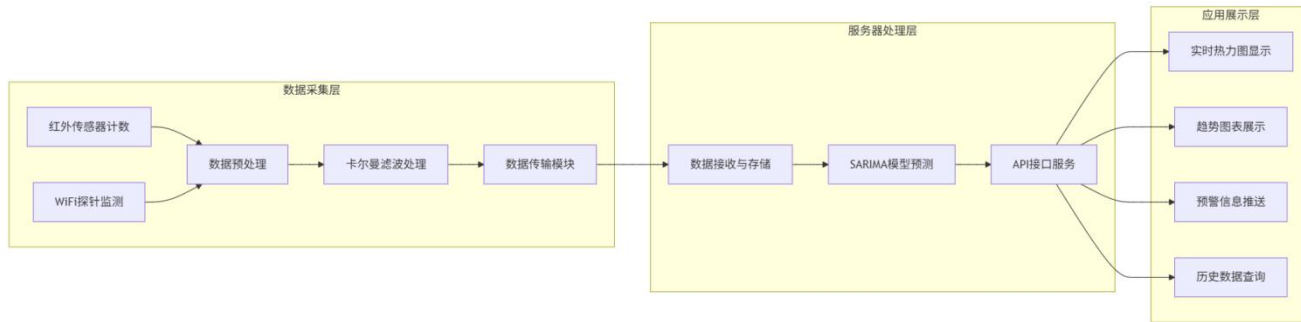 数据采集层
红外传感器计数
WiFi探针监测
数据预处理
卡尔曼滤波处理
数据传输模块
服务器处理层
数据接收与存储
SARIMA模型预测
API接口服务
应用展示层
实时热力图显示
趋势图表展示
预警信息推送
历史数据查询